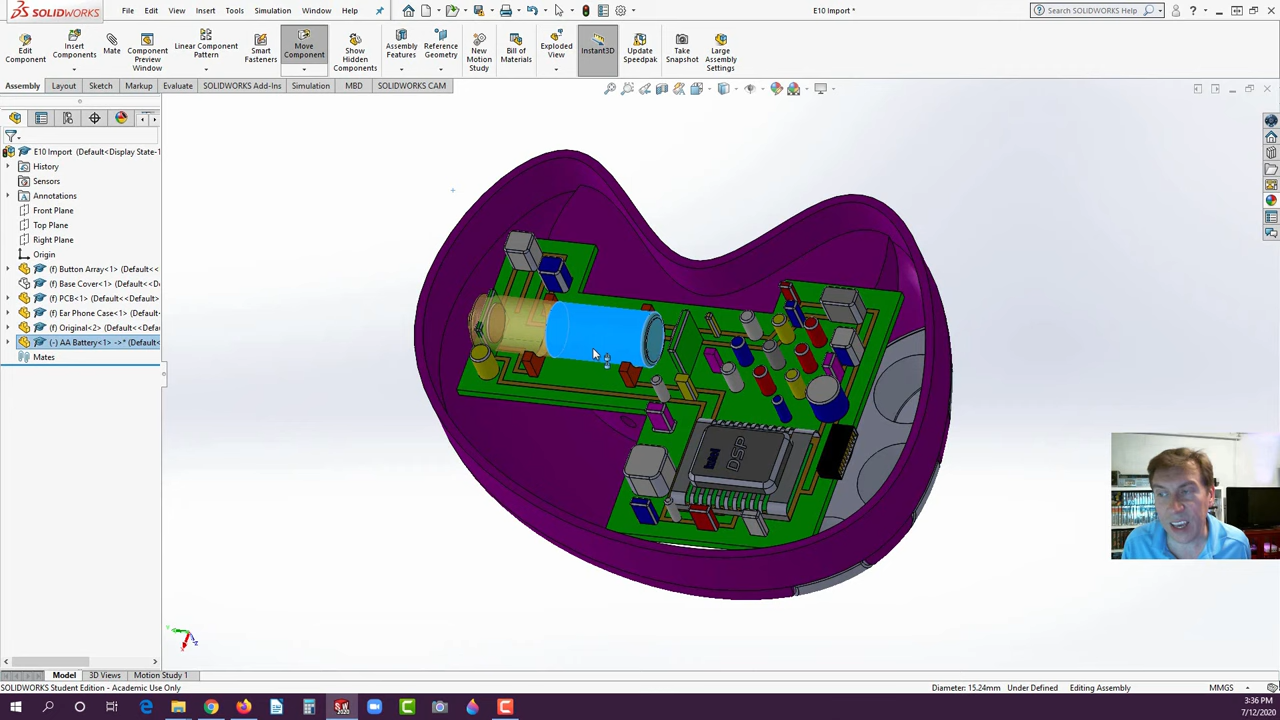 SOLIDWORKS File Edit View Insert Tools Simulation Window Help E10 Import * Search SOLIDWORKS Help
Edit Component
Insert Components
Mate
Component Preview Window
Linear Component Pattern
Smart Fasteners
Move Component
Show Hidden Components
Assembly Features
Reference Geometry
New Motion Study
Bill of Materials
Exploded View
Instant3D
Update Speedpak
Take Snapshot
Large Assembly Settings
Assembly Layout Sketch Markup Evaluate SOLIDWORKS Add-Ins Simulation MBD SOLIDWORKS CAM
E10 Import (Default<Display State-1
History
Sensors
Annotations
Front Plane
Top Plane
Right Plane
Origin
(f) Button Array<1> (Default<<
(f) Base Cover<1> (Default<<D
(f) PCB<1> (Default<<Default>
(f) Ear Phone Case<1> (Default
(f) Original<2> (Default<<Defa
(-) AA Battery<1> ->* (Default
Mates
intel
DSP
Model 3D Views Motion Study 1
SOLIDWORKS Student Edition - Academic Use Only Diameter: 15.24mm Under Defined Editing Assembly MMGS
3:36 PM
7/12/2020